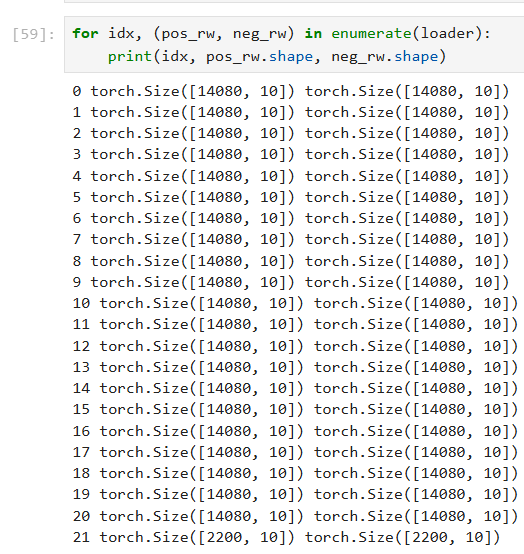 [59]: for idx, (pos_rw, neg_rw) in enumerate(loader):
print(idx, pos_rw.shape, neg_rw.shape)
0 torch.Size([14080, 10]) torch.Size([14080, 10])
1 torch.Size([14080, 10]) torch.Size([14080, 10])
2 torch.Size([14080, 10]) torch.Size([14080, 10])
3 torch.Size([14080, 10]) torch.Size([14080, 10])
4 torch.Size([14080, 10]) torch.Size([14080, 10])
5 torch.Size([14080, 10]) torch.Size([14080, 10])
6 torch.Size([14080, 10]) torch.Size([14080, 10])
7 torch.Size([14080, 10]) torch.Size([14080, 10])
8 torch.Size([14080, 10]) torch.Size([14080, 10])
9 torch.Size([14080, 10]) torch.Size([14080, 10])
10 torch.Size([14080, 10]) torch.Size([14080, 10])
11 torch.Size([14080, 10]) torch.Size([14080, 10])
12 torch.Size([14080, 10]) torch.Size([14080, 10])
13 torch.Size([14080, 10]) torch.Size([14080, 10])
14 torch.Size([14080, 10]) torch.Size([14080, 10])
15 torch.Size([14080, 10]) torch.Size([14080, 10])
16 torch.Size([14080, 10]) torch.Size([14080, 10])
17 torch.Size([14080, 10]) torch.Size([14080, 10])
18 torch.Size([14080, 10]) torch.Size([14080, 10])
19 torch.Size([14080, 10]) torch.Size([14080, 10])
20 torch.Size([14080, 10]) torch.Size([14080, 10])
21 torch.Size([2200, 10]) torch.Size([2200, 10])